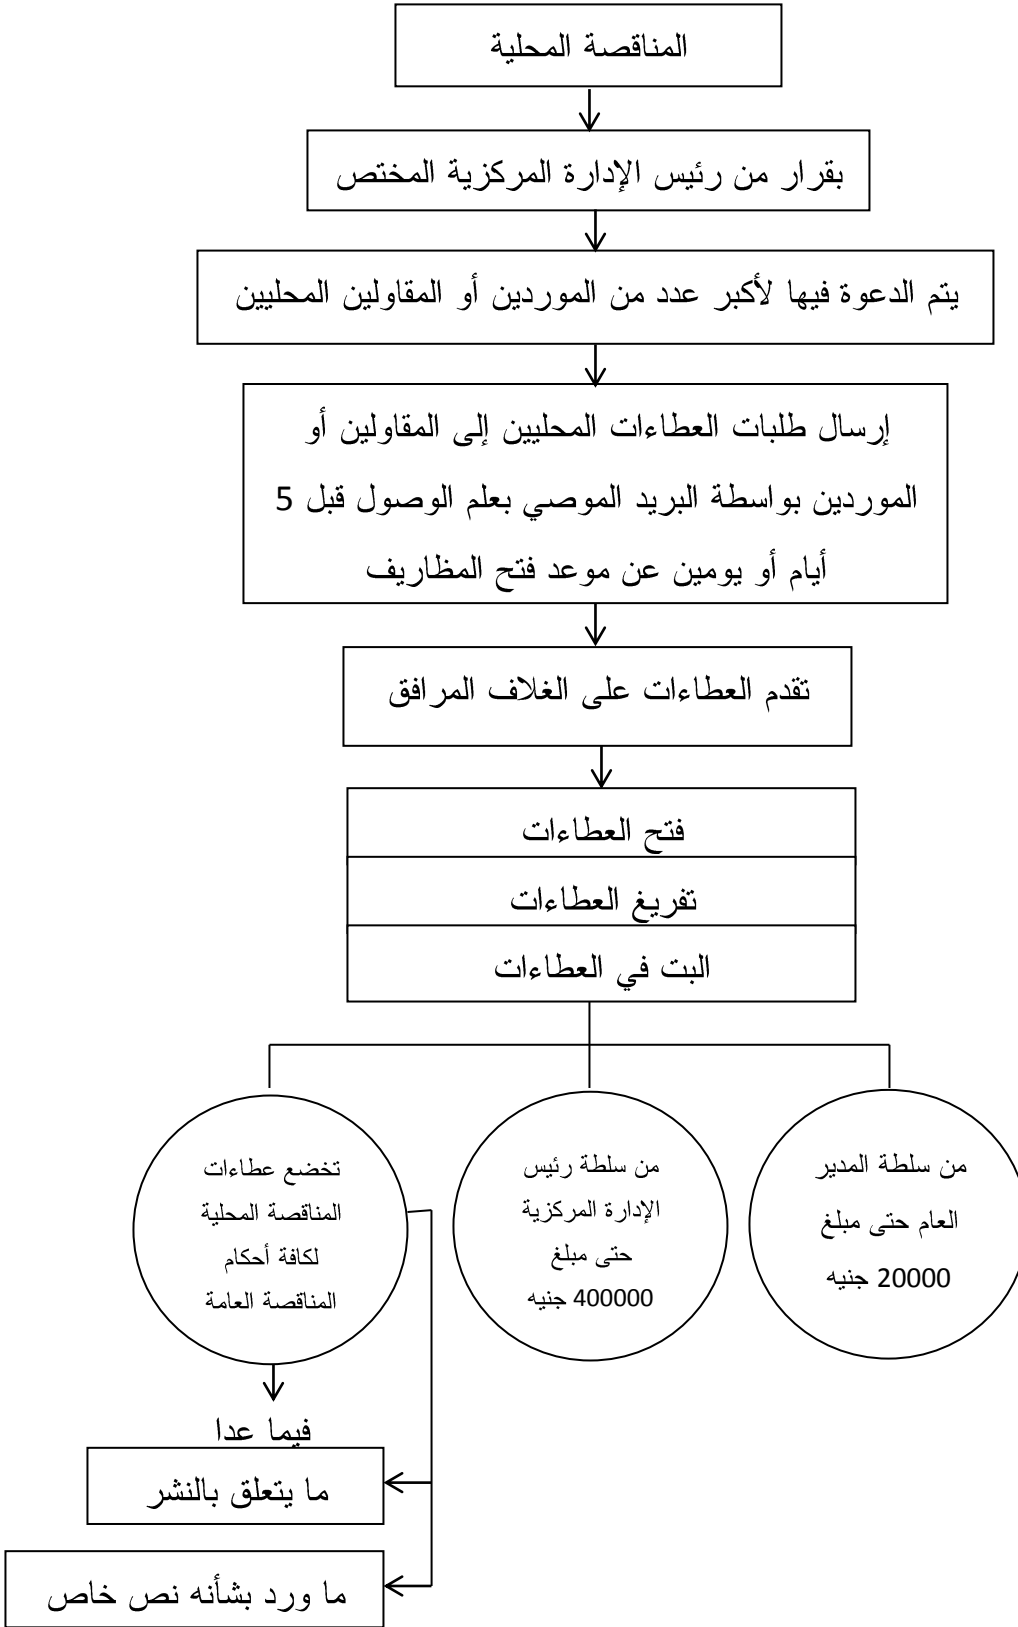 المناقصة المحلية
بقرار من رئيس الإدارة المركزية المختص
يتم الدعوة فيها لأكبر عدد من الموردين أو المقاولين المحليين
إرسال طلبات العطاءات المحليين إلى المقاولين أو
الموردين بواسطة البريد الموصي بعلم الوصول قبل 5
أيام أو يومين عن موعد فتح المظاريف
تقدم العطاءات على الغلاف المرافق
فتح العطاءات
تفريغ العطاءات
البت في العطاءات
من سلطة المدير
العام حتى مبلغ
20000 جنيه
من سلطة رئيس
الإدارة المركزية
حتى مبلغ
400000 جنيه
تخضع عطاءات
المناقصة المحلية
لكافة أحكام
المناقصة العامة
فيما عدا
ما يتعلق بالنشر
ما ورد بشأنه نص خاص